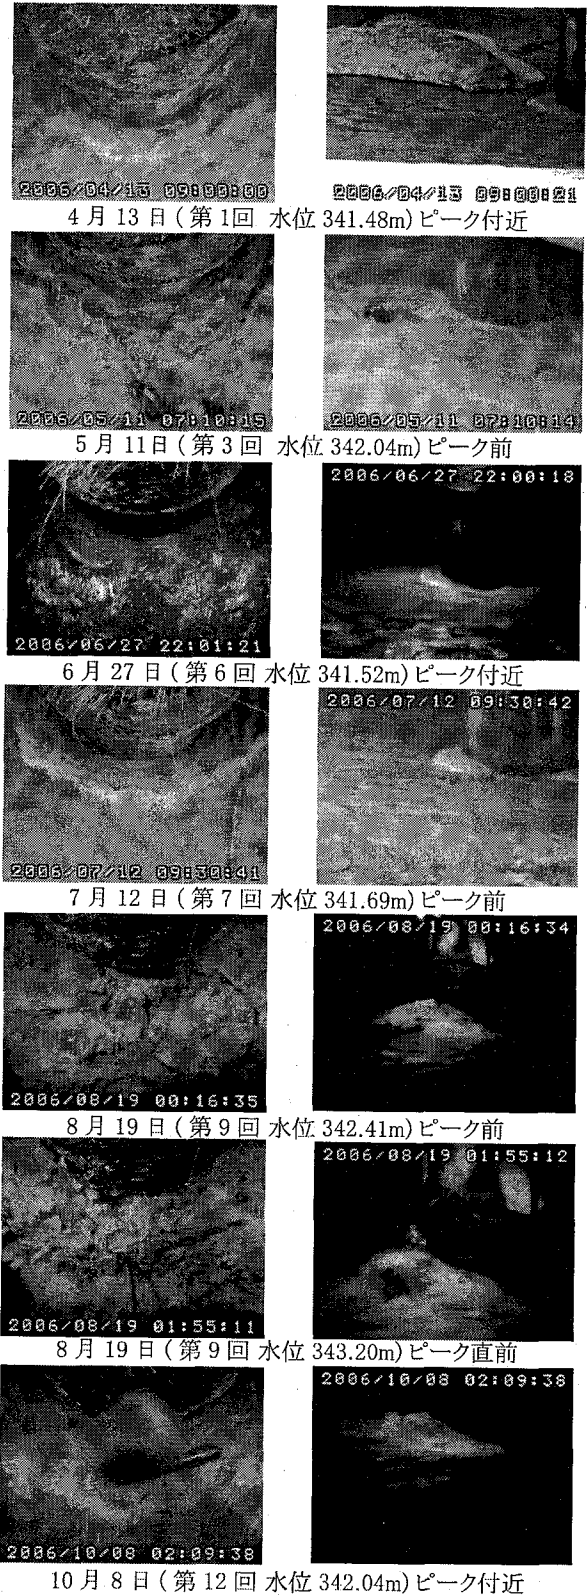 2006/04/13 09:00:00
2006/04/13 09:00:21
4月13日(第1回 水位341.48m)ピーク付近
2006/05/11 07:10:15
2006/05/11 07:10:14
5月11日(第3回 水位342.04m)ピーク前
2006/06/27 22:01:21
2006/06/27 22:00:18
6月27日(第6回 水位341.52m)ピーク付近
2006/07/12 09:30:41
2006/07/12 09:30:42
7月12日(第7回 水位341.69m)ピーク前
2006/08/19 00:16:35
2006/08/19 00:16:34
8月19日(第9回 水位342.41m)ピーク前
2006/08/19 01:55:11
2006/08/19 01:55:12
8月19日(第9回 水位343.20m)ピーク直前
2006/10/08 02:09:38
2006/10/08 02:09:38
10月8日(第12回 水位342.04m)ピーク付近